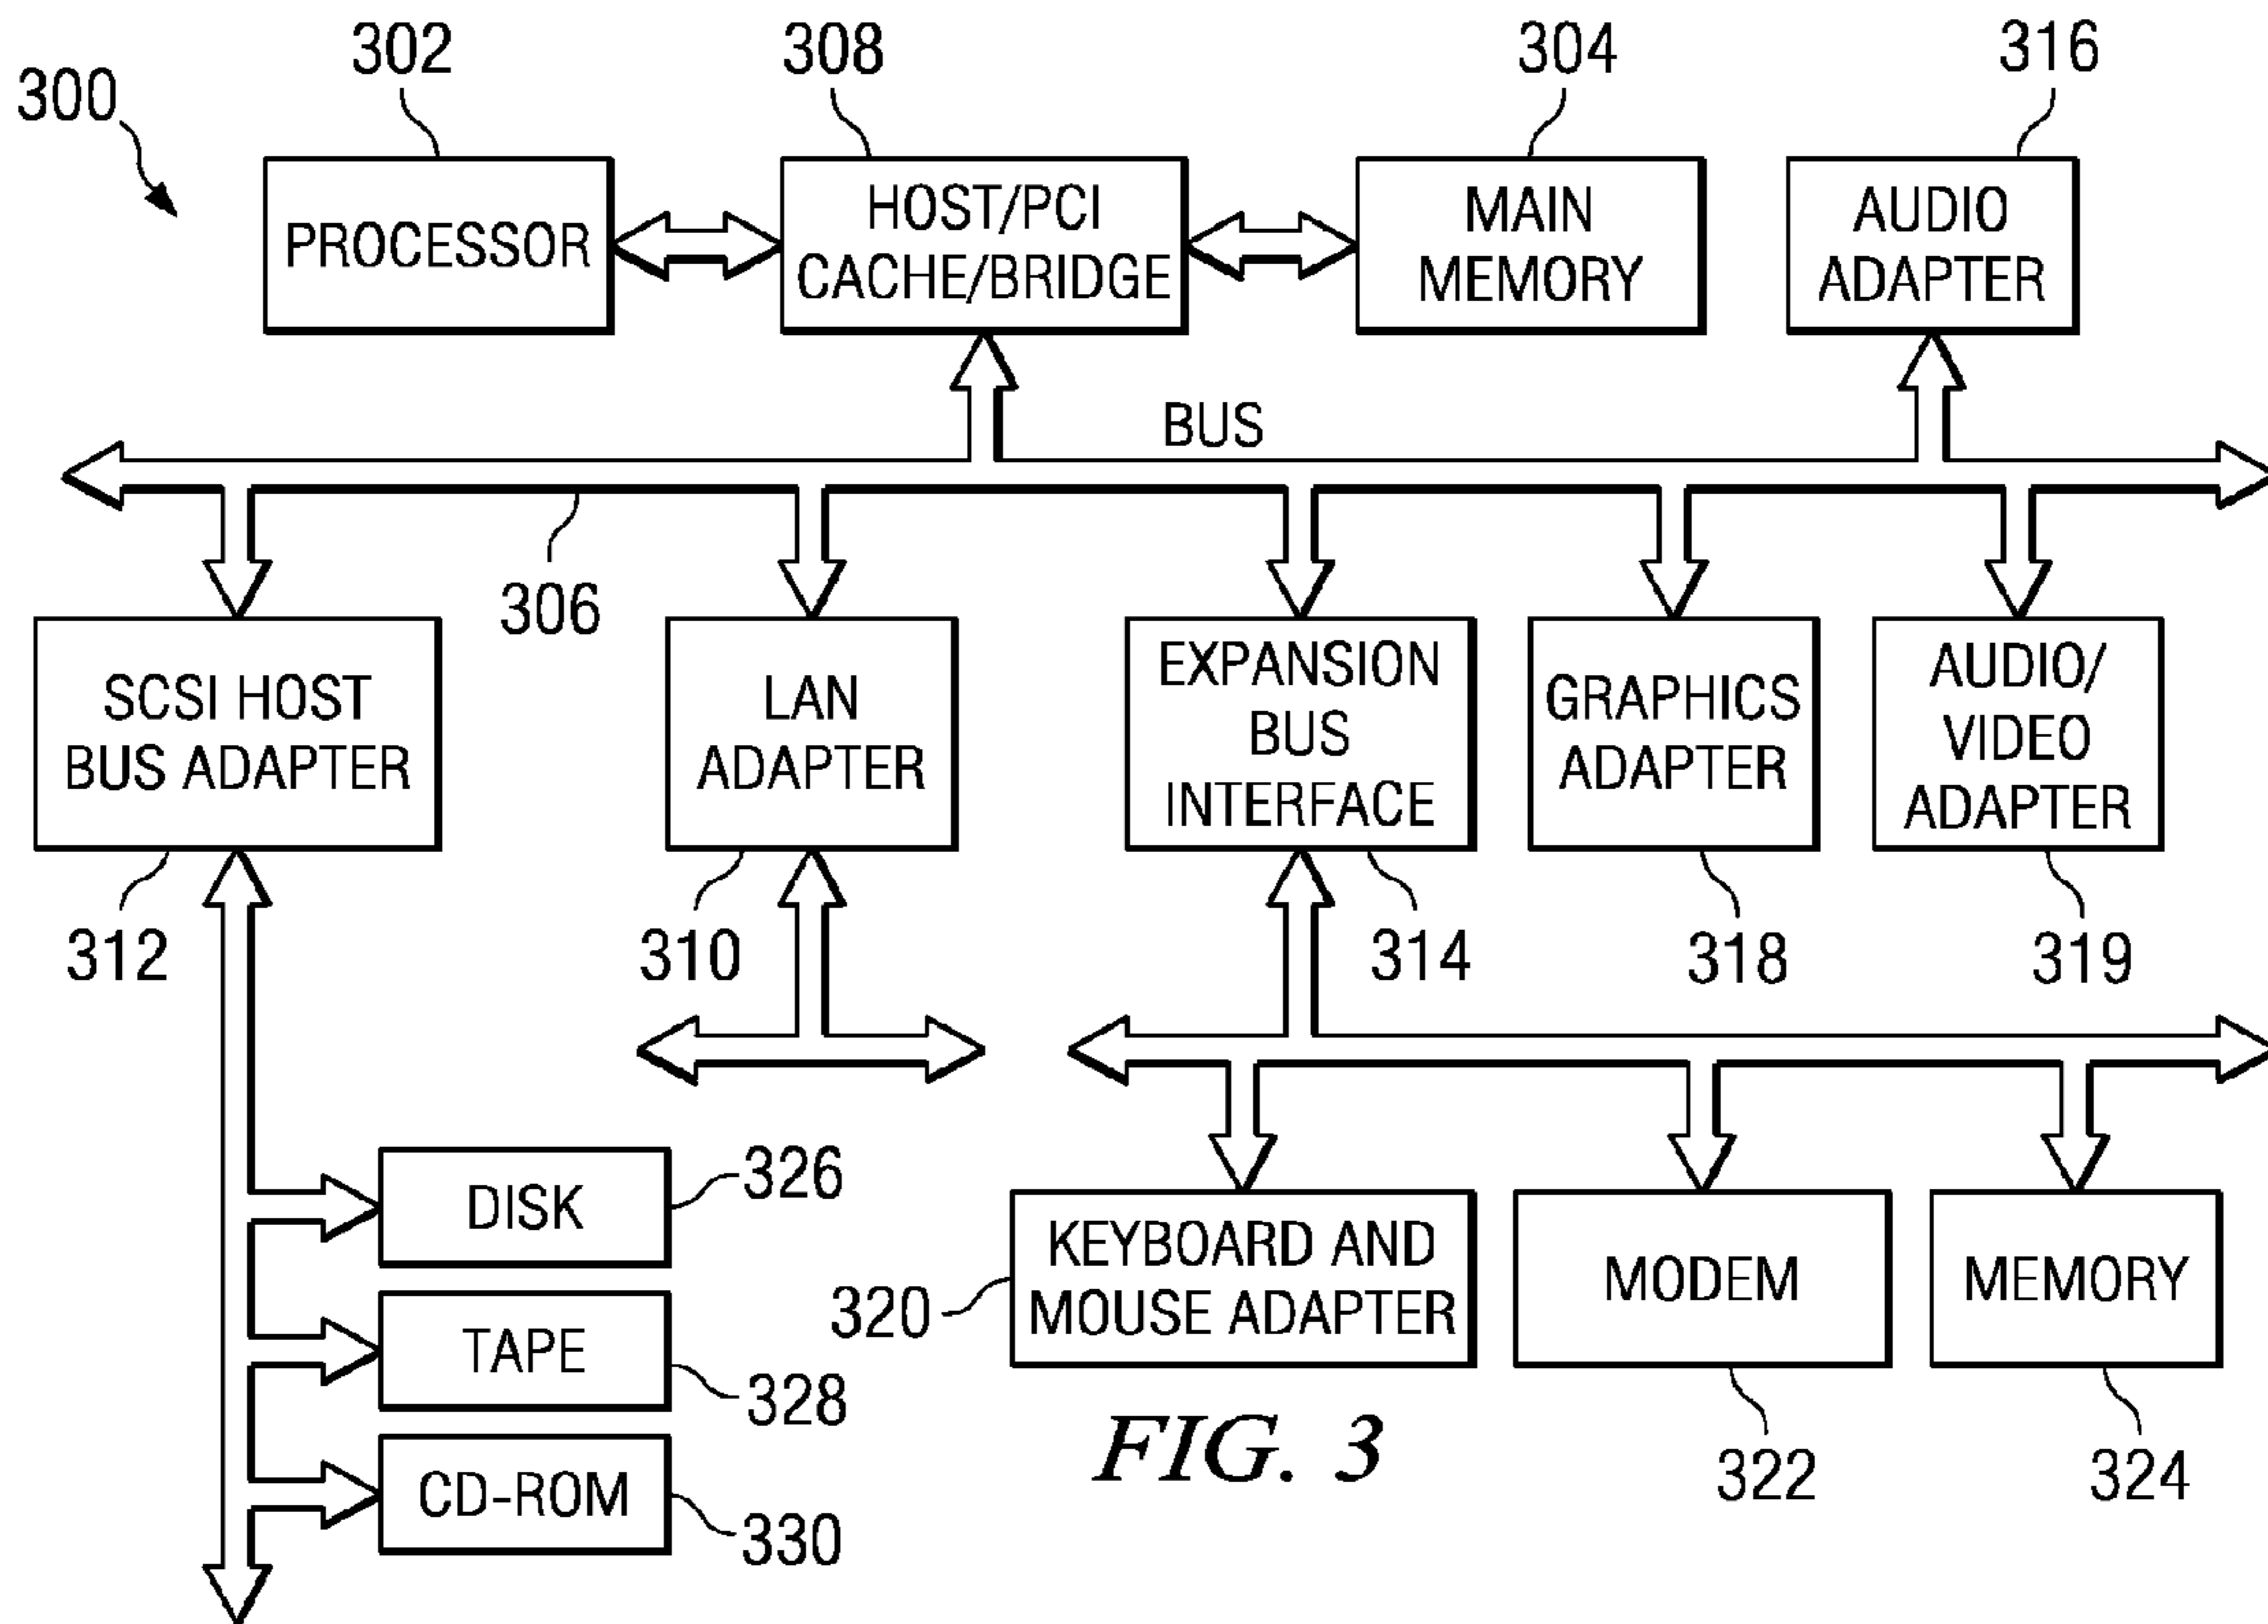 300
302
308
304
316
PROCESSOR
HOST/PCI
CACHE/BRIDGE
MAIN
MEMORY
AUDIO
ADAPTER
BUS
306
SCSI HOST
BUS ADAPTER
LAN
ADAPTER
EXPANSION
BUS
INTERFACE
GRAPHICS
ADAPTER
AUDIO/
VIDEO
ADAPTER
312
310
314
318
319
DISK
326
TAPE
328
CD-ROM
330
320
KEYBOARD AND
MOUSE ADAPTER
MODEM
MEMORY
322
324
FIG. 3